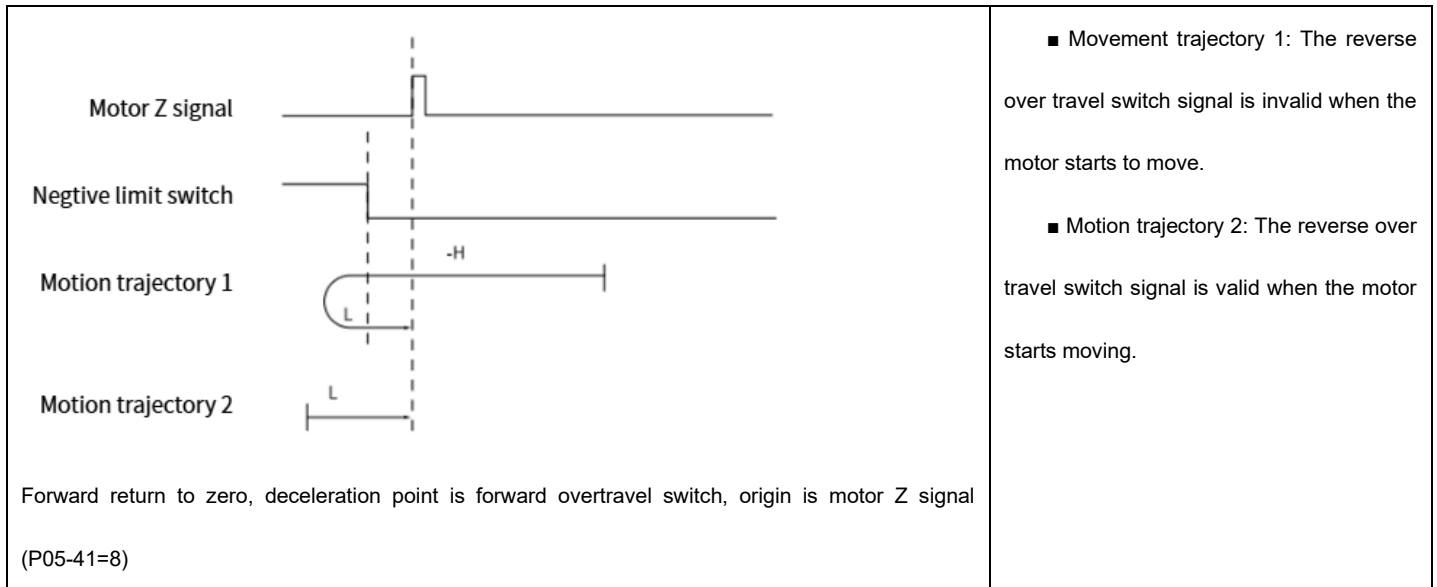 Motor Z signal
Negtive limit switch
-H
Motion trajectory 1
L
L
Motion trajectory 2
Forward return to zero, deceleration point is forward overtravel switch, origin is motor Z signal
(P05-41=8)
■ Movement trajectory 1: The reverse
over travel switch signal is invalid when the
motor starts to move.
■ Motion trajectory 2: The reverse over
travel switch signal is valid when the motor
starts moving.